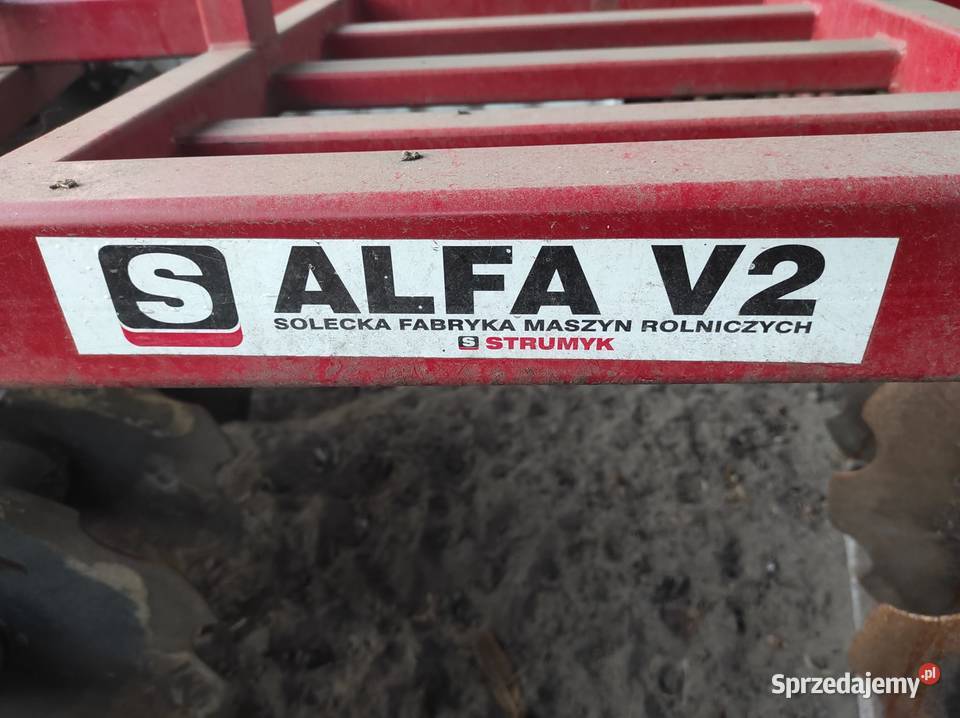 S ALFA V2
SOLECKA FABRYKA MASZYN ROLNICZYCH
S STRUMYK
Sprzedajemy.pl